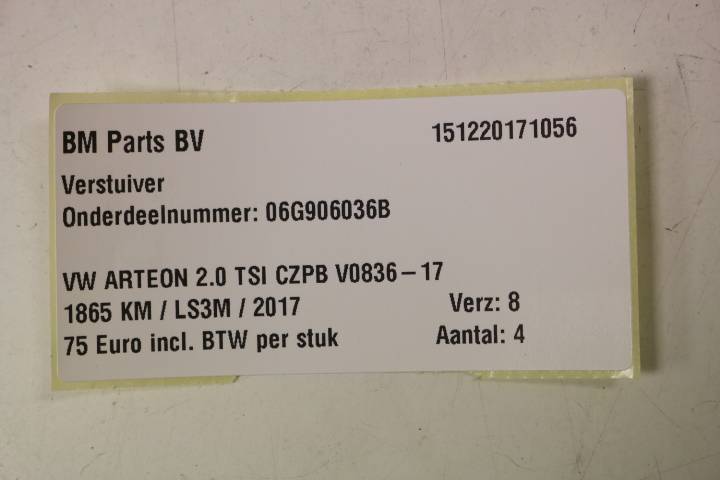 BM Parts BV 151220171056
Verstuiver
Onderdeelnummer: 06G906036B
VW ARTEON 2.0 TSI CZPB V0836-17
1865 KM / LS3M / 2017 Verz: 8
75 Euro incl. BTW per stuk Aantal: 4